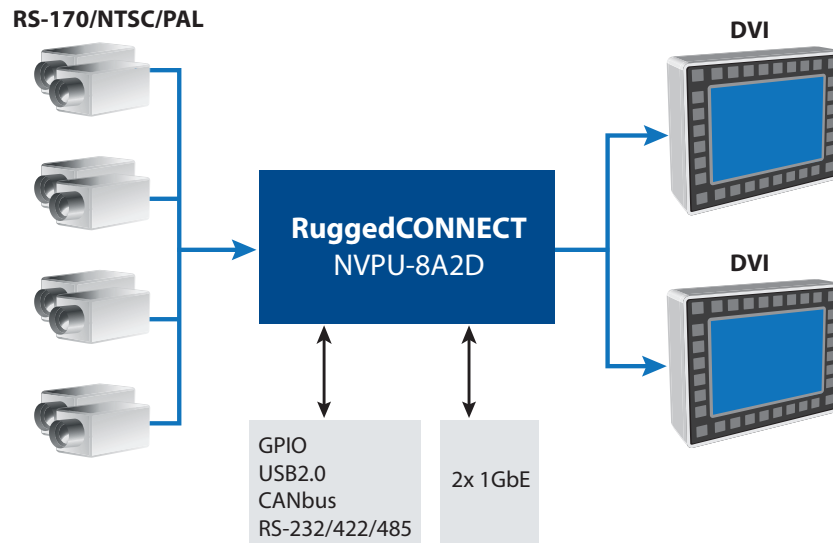 RS-170/NTSC/PAL
DVI
RuggedCONNECT
NVPU-8A2D
DVI
GPIO
USB2.0
CANbus
RS-232/422/485
2x 1GbE